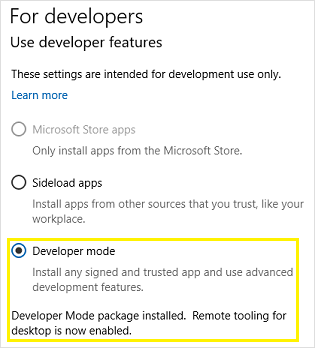 For developers
Use developer features
These settings are intended for development use only.
Learn more
Microsoft Store apps
Only install apps from the Microsoft Store.
Sideload apps
Install apps from other sources that you trust, like your
workplace.
Developer mode
Install any signed and trusted app and use advanced
development features.
Developer Mode package installed.  Remote tooling for
desktop is now enabled.